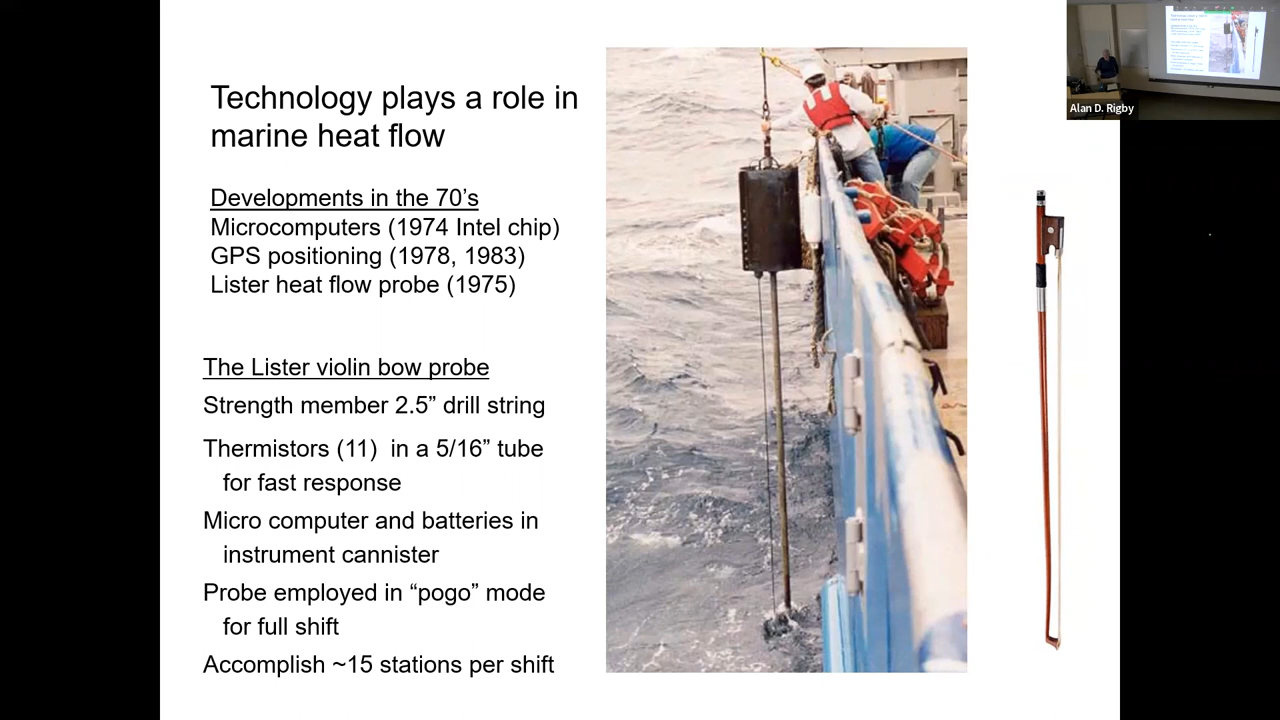 Technology plays a role in
marine heat flow
Developments in the 70’s
Microcomputers (1974 Intel chip)
GPS positioning (1978, 1983)
Lister heat flow probe (1975)
The Lister violin bow probe
Strength member 2.5” drill string
Thermistors (11) in a 5/16” tube
for fast response
Micro computer and batteries in
instrument cannister
Probe employed in “pogo” mode
for full shift
Accomplish ~15 stations per shift
Alan D. Rigby